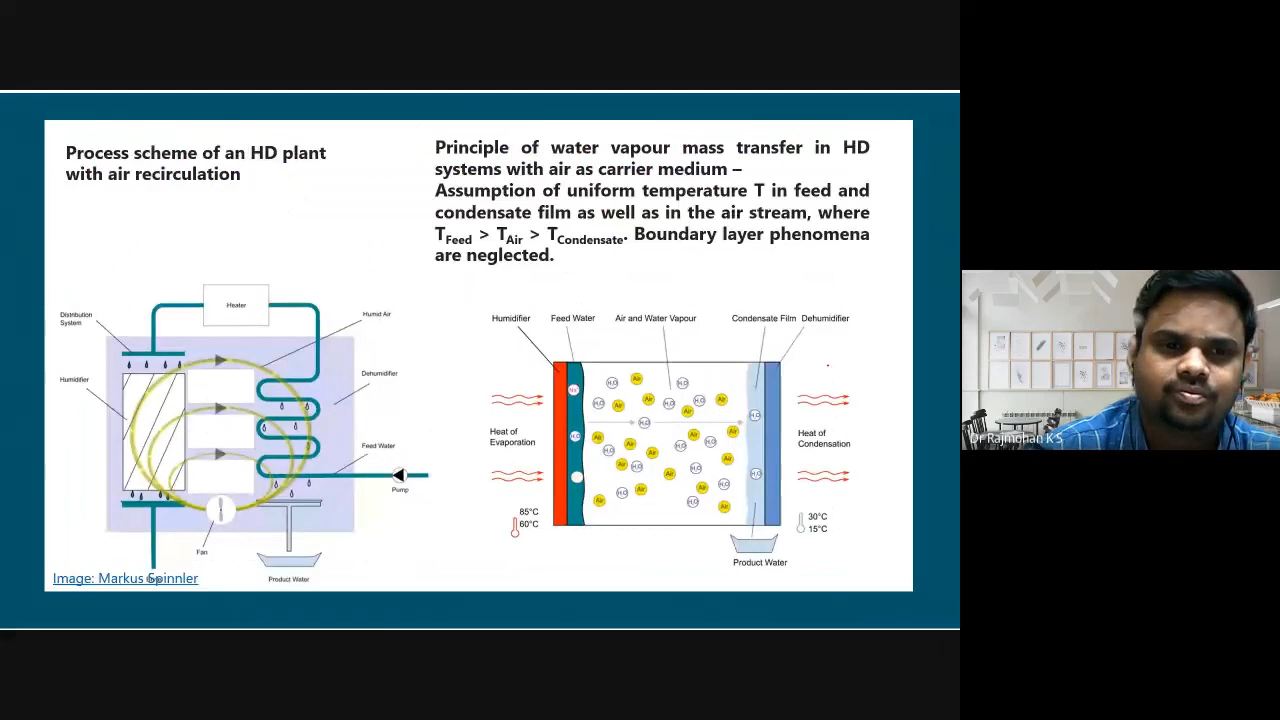 Process scheme of an HD plant
with air recirculation
Principle of water vapour mass transfer in HD
systems with air as carrier medium –
Assumption of uniform temperature T in feed and
condensate film as well as in the air stream, where
TFeed > TAir > TCondensate. Boundary layer phenomena
are neglected.
Heater
Distribution
System
Humid Air
Humidifier
Dehumidifier
Feed Water
Pump
Fan
Product Water
Image: Markus Spinnler
Humidifier
Feed Water
Air and Water Vapour
Condensate Film
Dehumidifier
Heat of
Evaporation
Air
H₂O
Heat of
Condensation
85°C
60°C
30°C
15°C
Product Water
Dr Rajmohan K S